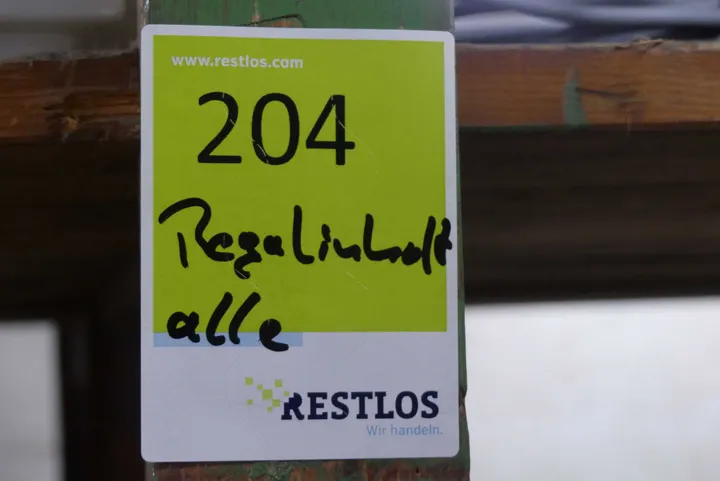 www.restlos.com
204
Regalinhalt
alle
RESTLOS
Wir handeln.